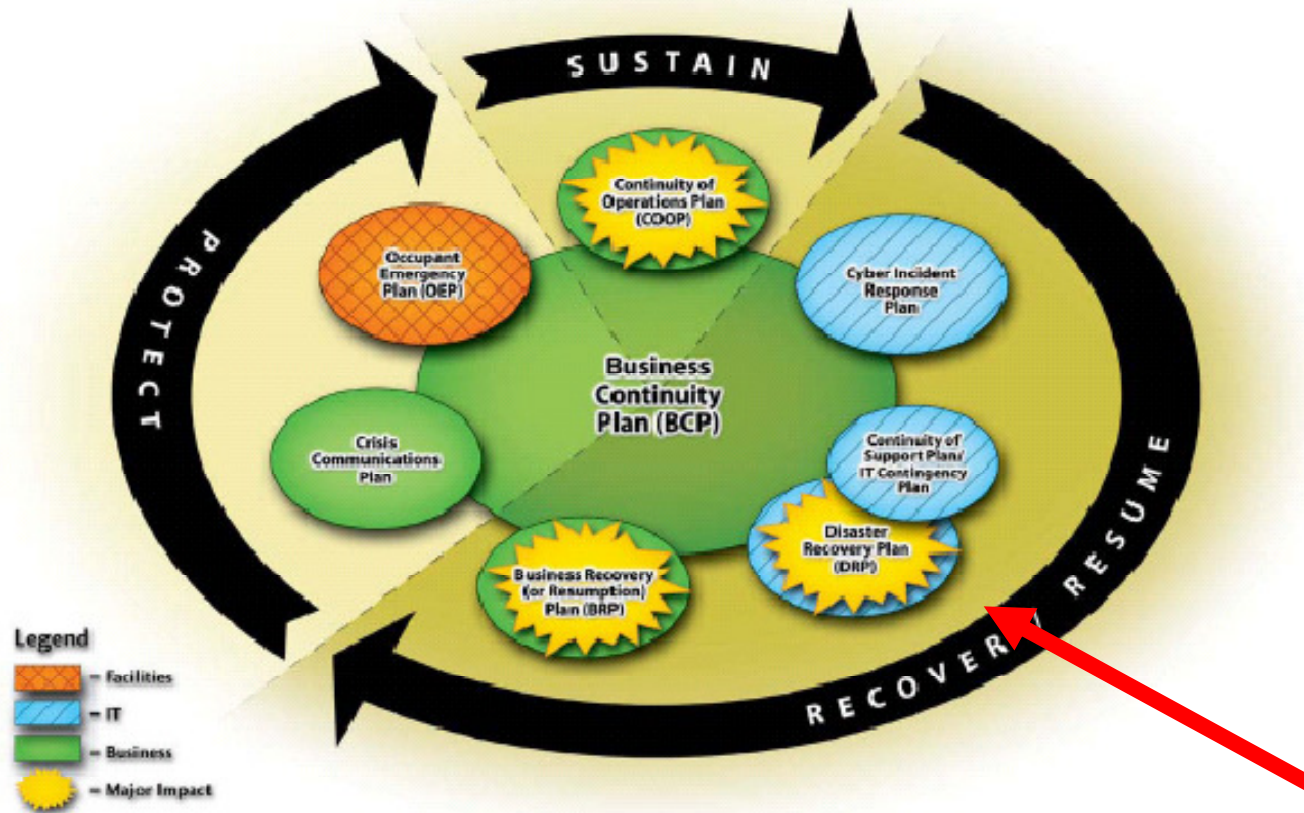 SUSTAIN
PROTECT
Continuity of
Operations Plan
(COOP)
Occupant
Emergency
Plan (OEP)
Cyber Incident
Response
Plan
Business
Continuity
Plan (BCP)
Crisis
Communications
Plan
Continuity of
Support Plan/
IT Contingency
Plan
Disaster
Recovery Plan
(DRP)
Business Recovery
(or Resumption)
Plan (BRP)
RECOVER/ RESUME
Legend
= Facilities
= IT
= Business
= Major Impact